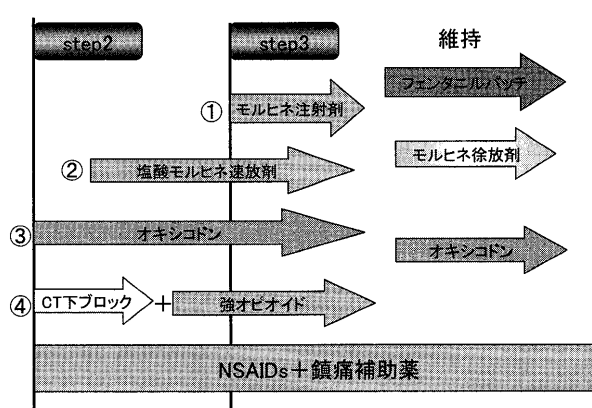 step2
step3
維持
フェンタニルパッチ
① モルヒネ注射剤
モルヒネ徐放剤
② 塩酸モルヒネ速放剤
③ オキシコドン
オキシコドン
④ CT下ブロック + 強オピオイド
NSAIDs+鎮痛補助薬